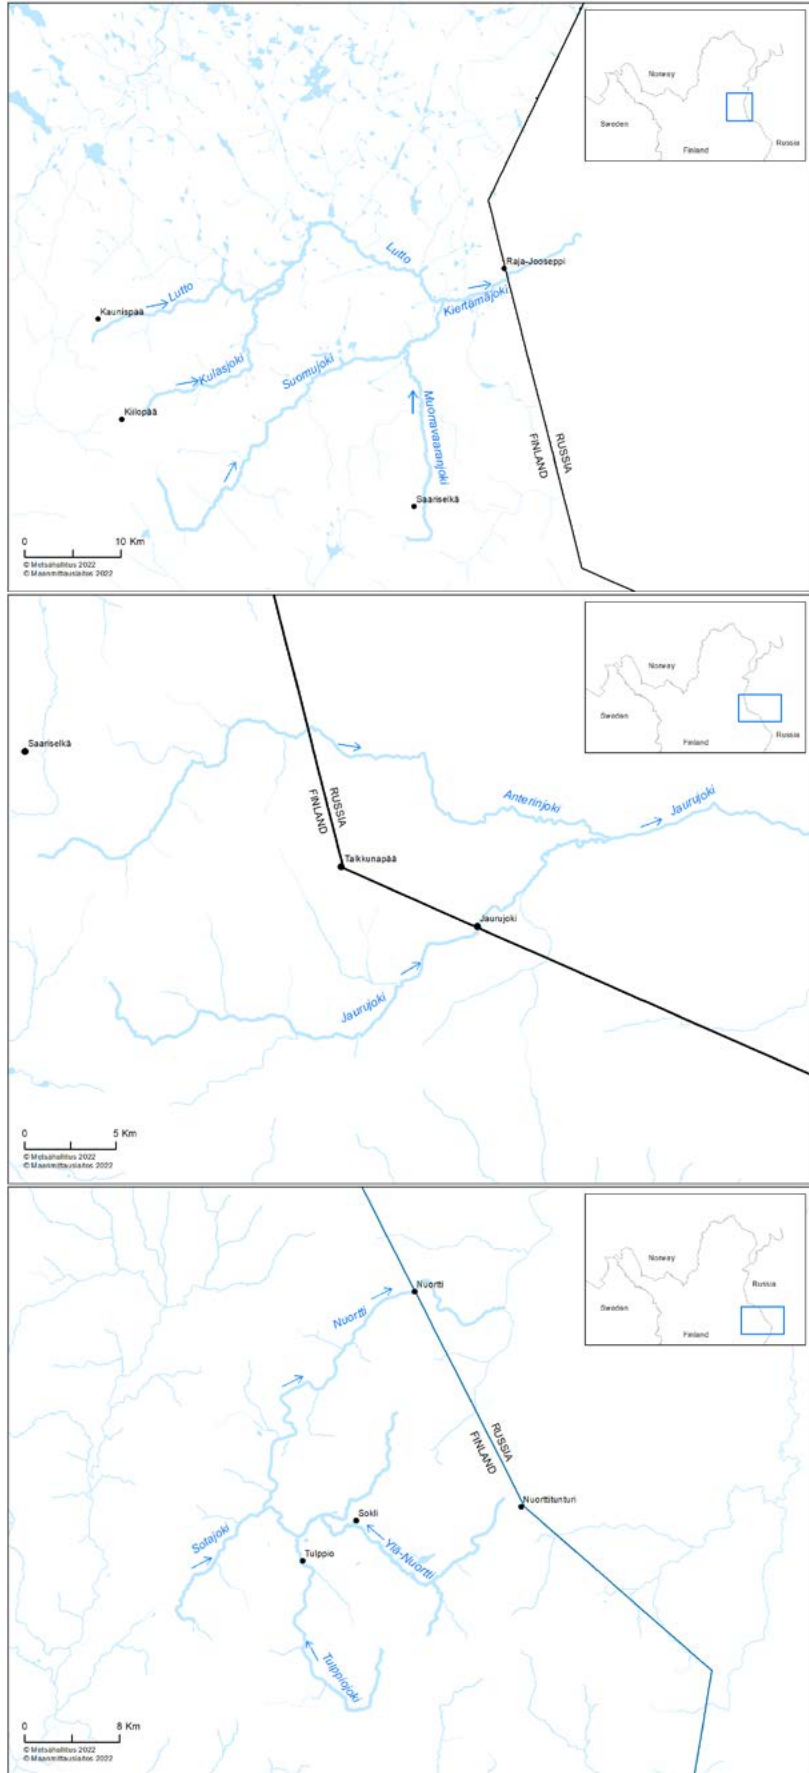 Norway
Sweden
Finland
Russia
Lutto
Raja-Jooseppi
Lutto
Kiertämäjoki
Kaunispää
Kulasjoki
Suomujoki
Kiilopää
Muorravaaranjoki
RUSSIA
FINLAND
Saariselkä
0 10 Km
© Metsähallitus 2022
© Maanmittauslaitos 2022
Norway
Sweden
Finland
Russia
Saariselkä
RUSSIA
FINLAND
Anterinjoki
Jaurujoki
Talkkunapää
Jaurujoki
Jaurujoki
0 5 Km
© Metsähallitus 2022
© Maanmittauslaitos 2022
Norway
Russia
Sweden
Finland
Nuortti
Nuortti
RUSSIA
FINLAND
Nuorttitunturi
Sokli
Sotajoki
Ylä-Nuortti
Tulppio
Tulppiojoki
0 8 Km
© Metsähallitus 2022
© Maanmittauslaitos 2022